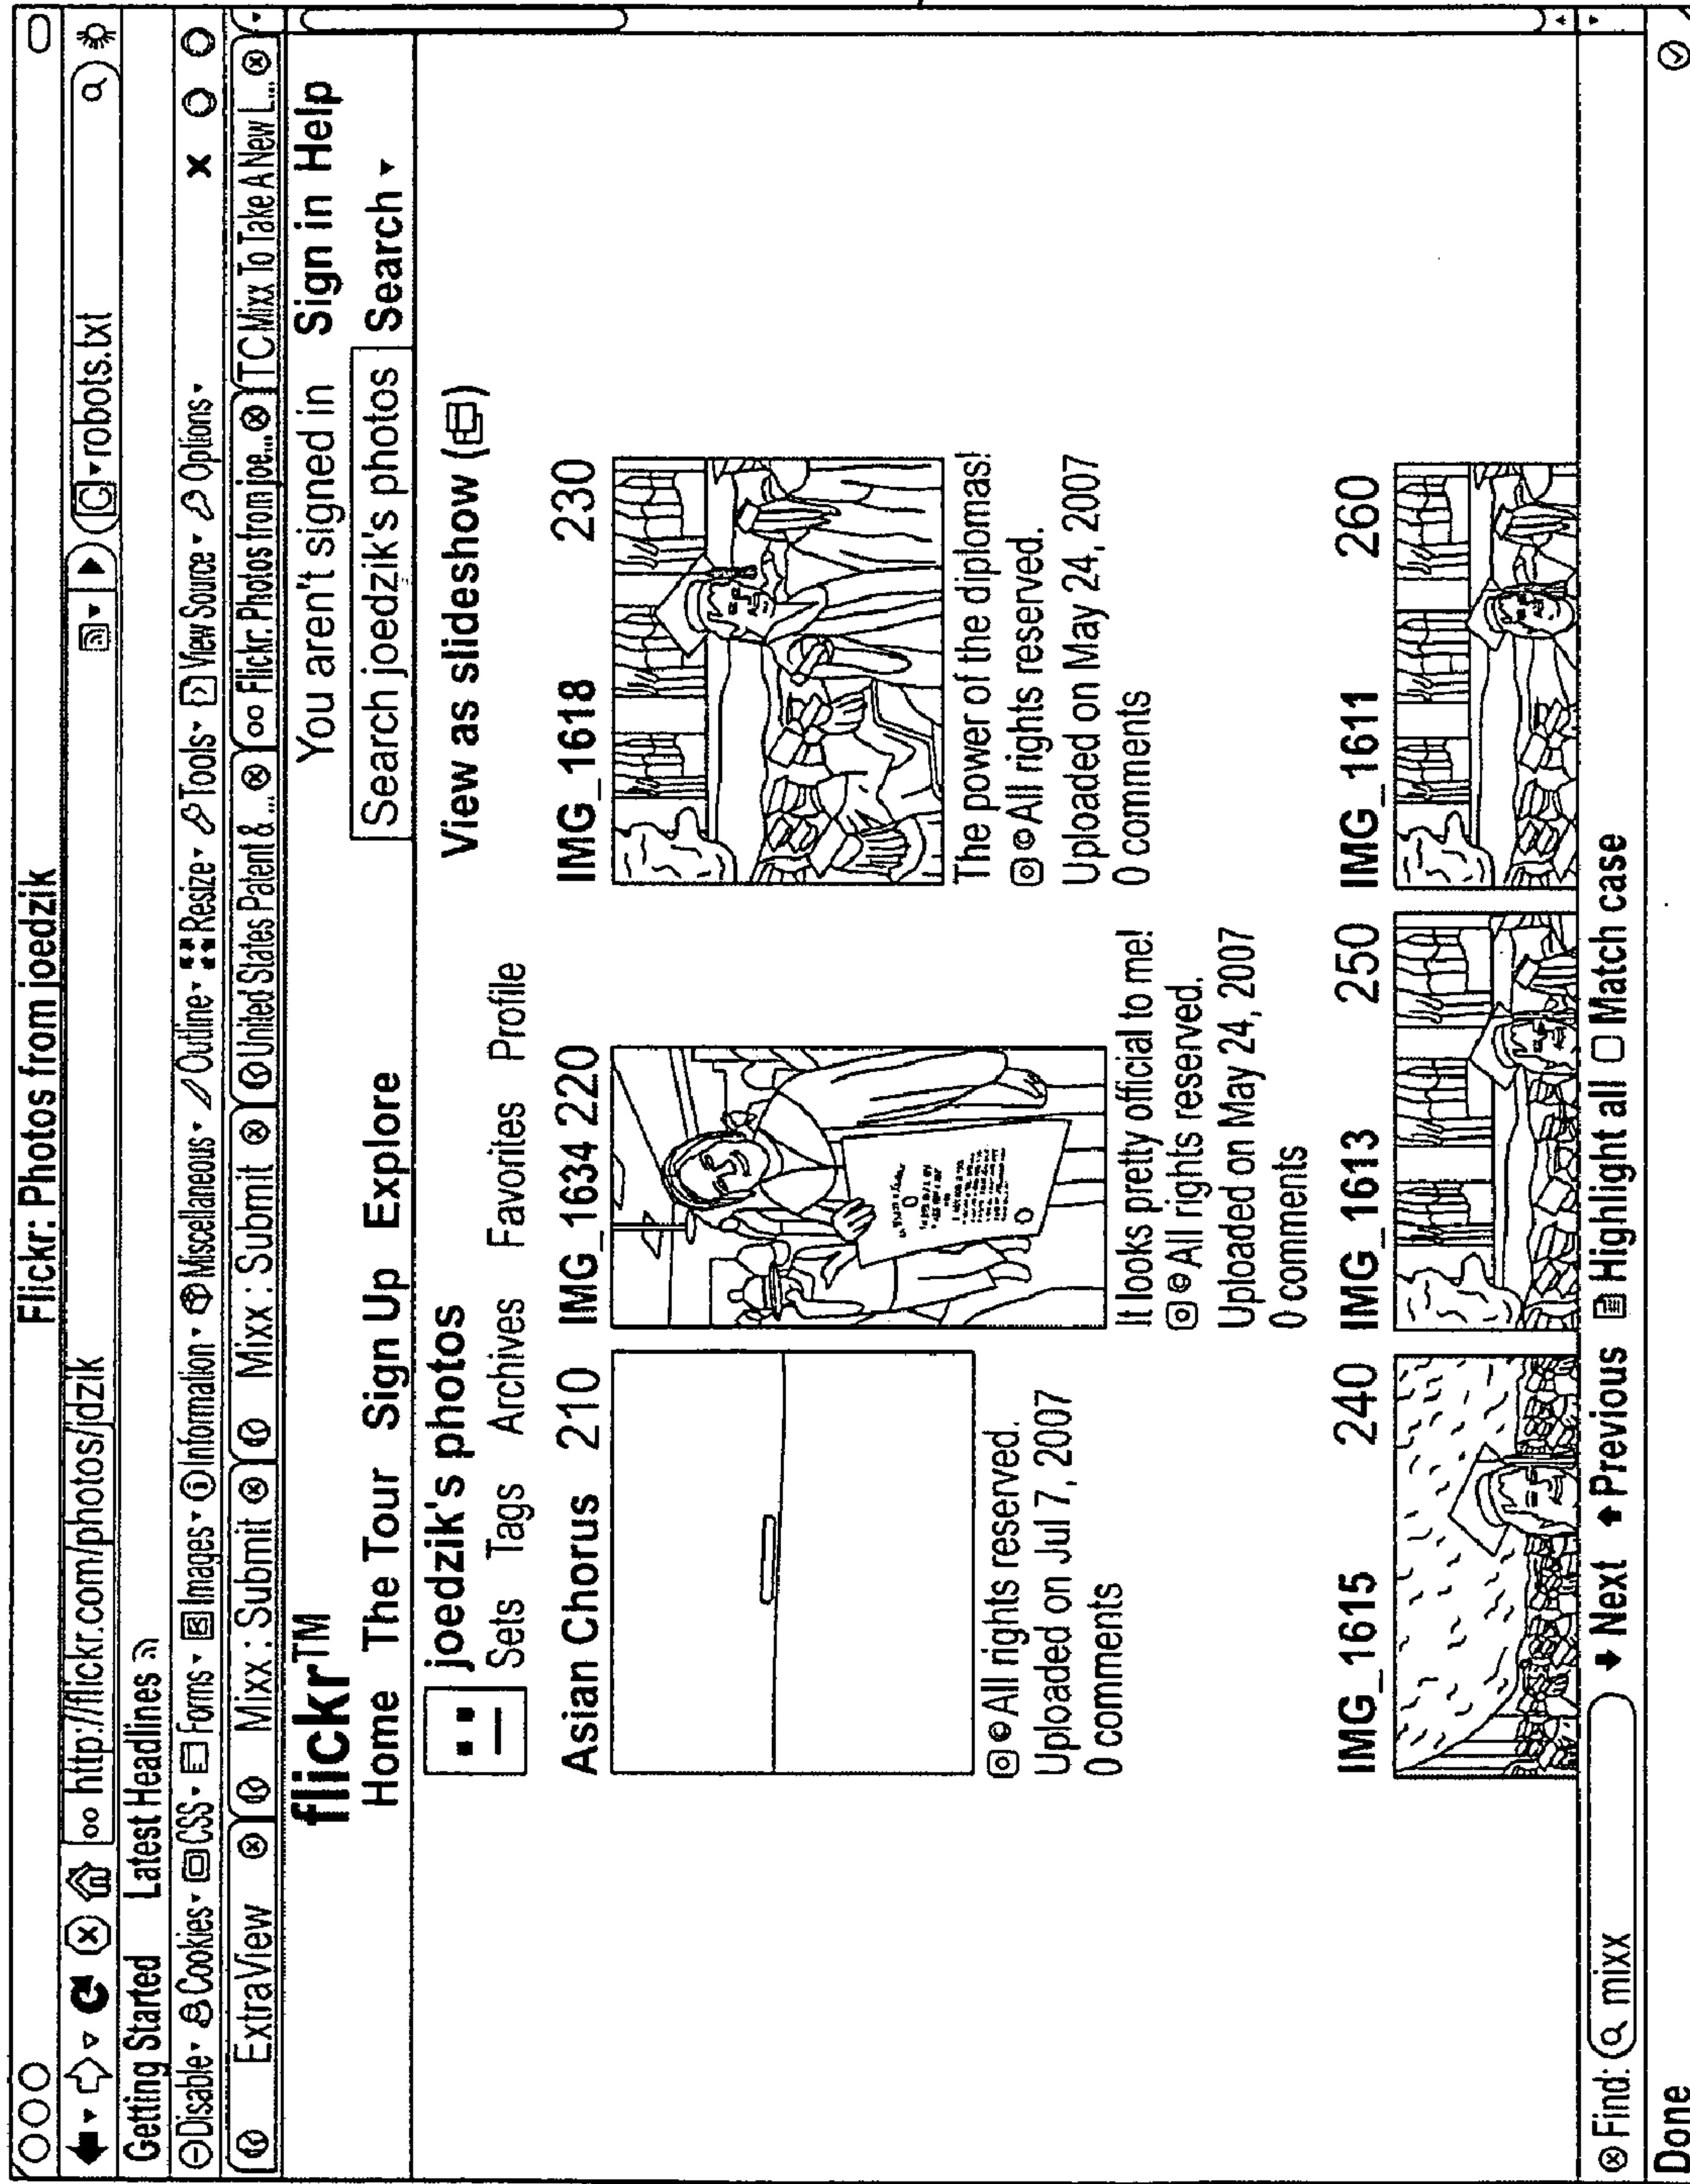 Flickr: Photos from joedzik
http://flickr.com/photos/jdzik
G robots.txt
Getting Started Latest Headlines
Disable Cookies CSS Forms Images Information Miscellaneous Outline Resize Tools View Source Options
ExtraView Mixx : Submit Mixx : Submit United States Patent & ... Flickr: Photos from joe... TC Mixx To Take A New L...
flickr™
You aren't signed in Sign in Help
Home The Tour Sign Up Explore
Search joedzik's photos Search
joedzik's photos
Sets Tags Archives Favorites Profile
View as slideshow
Asian Chorus 210
IMG_1634 220
IMG_1618 230
© All rights reserved.
Uploaded on Jul 7, 2007
0 comments
It looks pretty official to me!
© All rights reserved.
Uploaded on May 24, 2007
0 comments
The power of the diplomas!
© All rights reserved.
Uploaded on May 24, 2007
0 comments
IMG_1615 240
IMG_1613 250
IMG_1611 260
Find: mixx Next Previous Highlight all Match case
Done